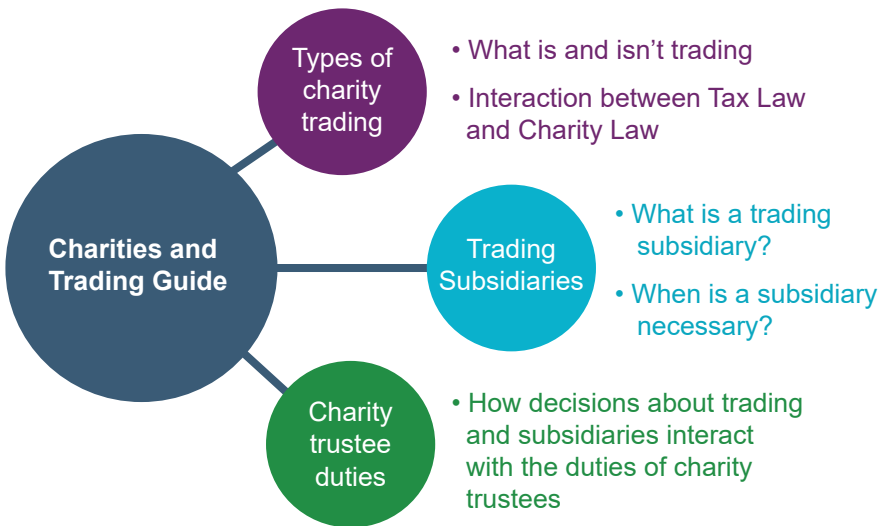 Types of
charity
trading
• What is and isn't trading
• Interaction between Tax Law
and Charity Law
Charities and
Trading Guide
Trading
Subsidiaries
• What is a trading
subsidiary?
• When is a subsidiary
necessary?
Charity
trustee
duties
• How decisions about trading
and subsidiaries interact
with the duties of charity
trustees